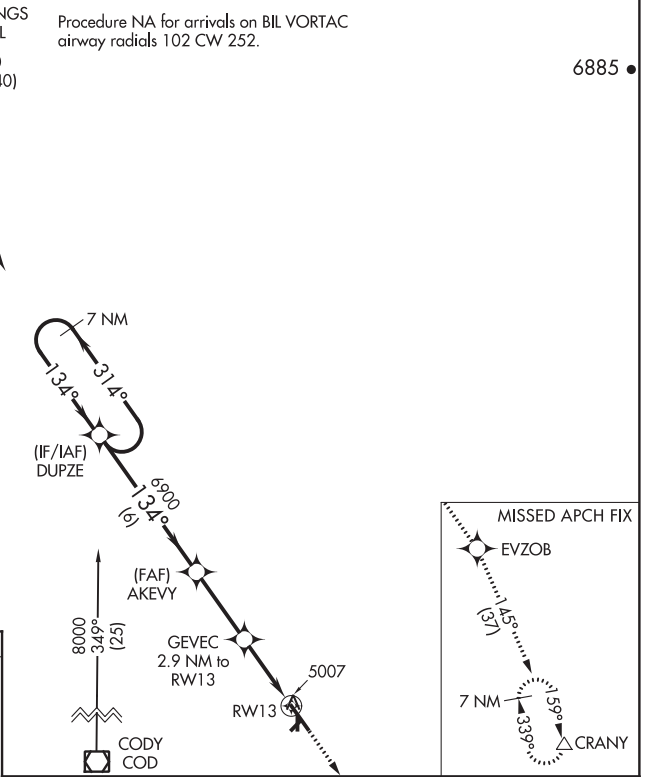 NGS
L
)
40)
Procedure NA for arrivals on BIL VORTAC
airway radials 102 CW 252.
6885
7 NM
134°
314°
(IF/IAF)
DUPZE
6900
134°
(6)
(FAF)
AKEVY
GEVEC
2.9 NM to
RW13
5007
RW13
8000
349°
(25)
CODY
COD
MISSED APCH FIX
EVZOB
145°
(37)
7 NM
159°
339°
CRANY